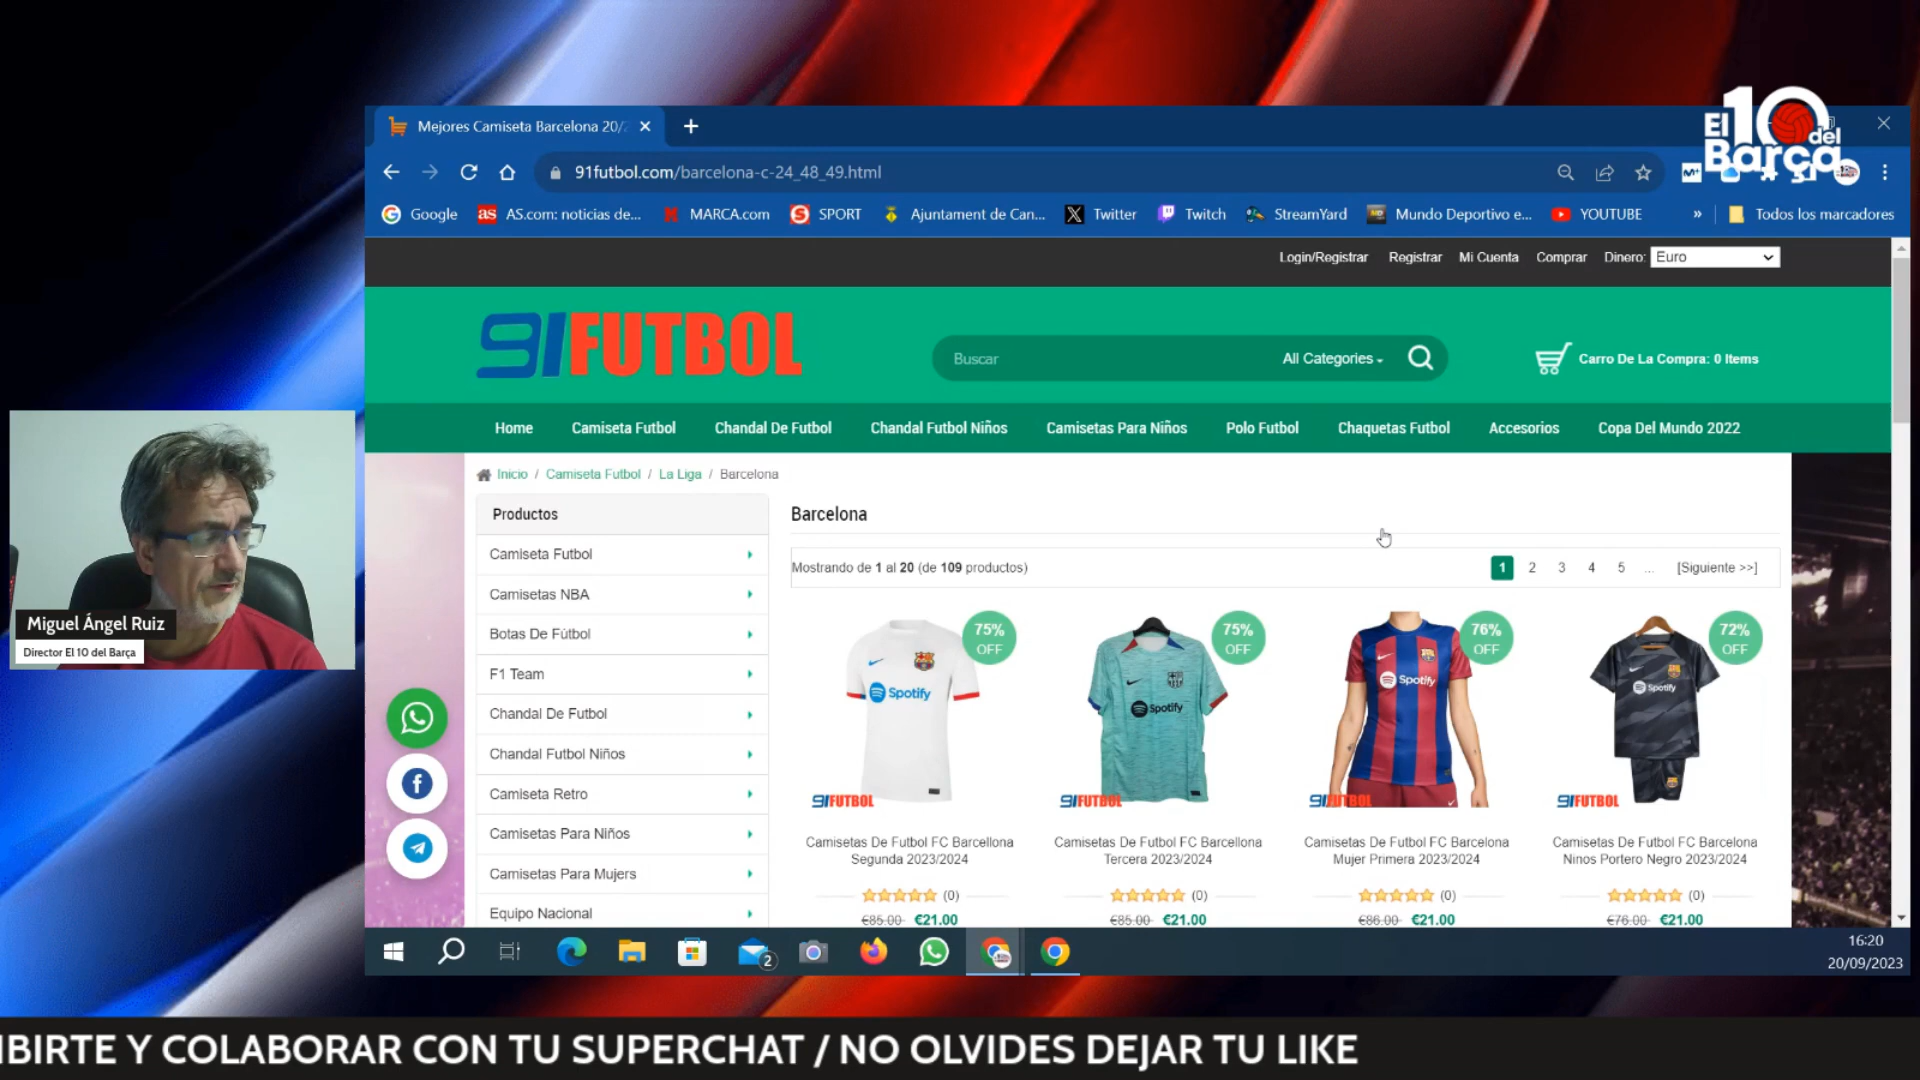 El 10 del Barça
Mejores Camiseta Barcelona 20/2
91futbol.com/barcelona-c-24_48_49.html
Google
AS.com: noticias de...
MARCA.com
SPORT
Ajuntament de Can...
Twitter
Twitch
StreamYard
Mundo Deportivo e...
YOUTUBE
»
Todos los marcadores
Login/Registrar
Registrar
Mi Cuenta
Comprar
Dinero:
Euro
91FUTBOL
Buscar
All Categories
Carro De La Compra: 0 Items
Home
Camiseta Futbol
Chandal De Futbol
Chandal Futbol Niños
Camisetas Para Niños
Polo Futbol
Chaquetas Futbol
Accesorios
Copa Del Mundo 2022
Inicio / Camiseta Futbol / La Liga / Barcelona
Productos
Camiseta Futbol
Camisetas NBA
Botas De Fútbol
F1 Team
Chandal De Futbol
Chandal Futbol Niños
Camiseta Retro
Camisetas Para Niños
Camisetas Para Mujers
Equipo Nacional
Barcelona
Mostrando de 1 al 20 (de 109 productos)
1 2 3 4 5 ... [Siguiente >>]
75%
OFF
Spotify
91FUTBOL
Camisetas De Futbol FC Barcellona
Segunda 2023/2024
(0)
€85.00 €21.00
75%
OFF
Spotify
91FUTBOL
Camisetas De Futbol FC Barcellona
Tercera 2023/2024
(0)
€85.00 €21.00
76%
OFF
Spotify
91FUTBOL
Camisetas De Futbol FC Barcelona
Mujer Primera 2023/2024
(0)
€86.00 €21.00
72%
OFF
Spotify
91FUTBOL
Camisetas De Futbol FC Barcelona
Ninos Portero Negro 2023/2024
(0)
€76.00 €21.00
Miguel Ángel Ruiz
Director El 10 del Barça
2
16:20
20/09/2023
IBIRTE Y COLABORAR CON TU SUPERCHAT / NO OLVIDES DEJAR TU LIKE